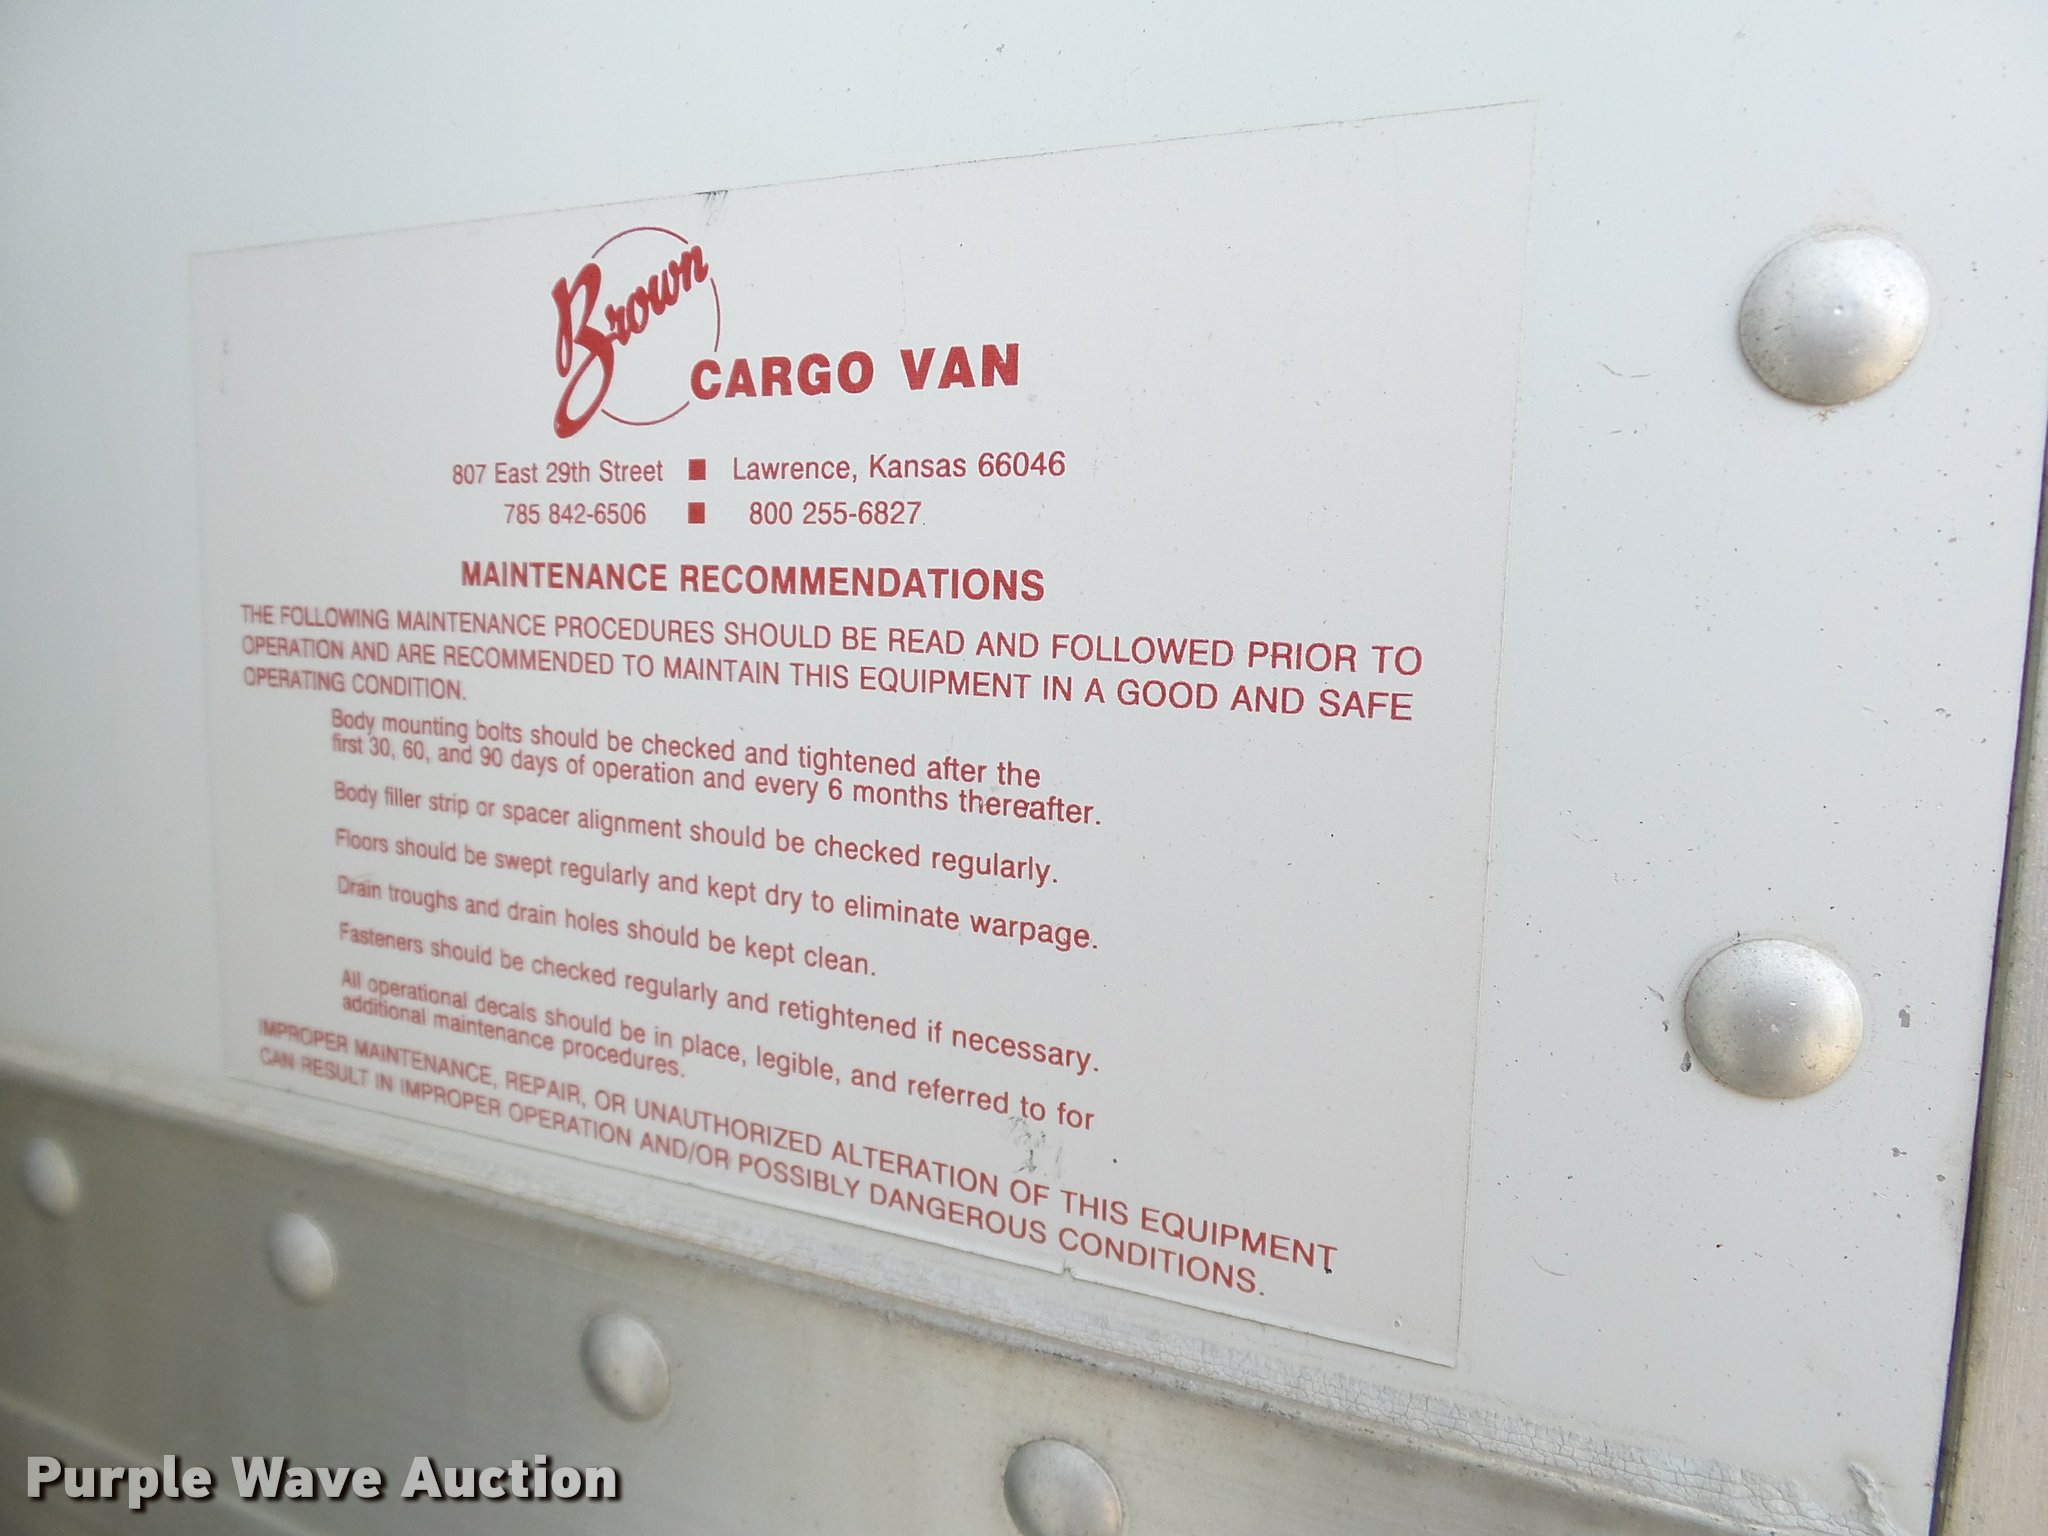 Brown
CARGO VAN
807 East 29th Street ■ Lawrence, Kansas 66046
785 842-6506 ■ 800 255-6827
MAINTENANCE RECOMMENDATIONS
THE FOLLOWING MAINTENANCE PROCEDURES SHOULD BE READ AND FOLLOWED PRIOR TO
OPERATION AND ARE RECOMMENDED TO MAINTAIN THIS EQUIPMENT IN A GOOD AND SAFE
OPERATING CONDITION.
Body mounting bolts should be checked and tightened after the
first 30, 60, and 90 days of operation and every 6 months thereafter.
Body filler strip or spacer alignment should be checked regularly.
Floors should be swept regularly and kept dry to eliminate warpage.
Drain troughs and drain holes should be kept clean.
Fasteners should be checked regularly and retightened if necessary.
All operational decals should be in place, legible, and referred to for
additional maintenance procedures.
IMPROPER MAINTENANCE, REPAIR, OR UNAUTHORIZED ALTERATION OF THIS EQUIPMENT
CAN RESULT IN IMPROPER OPERATION AND/OR POSSIBLY DANGEROUS CONDITIONS.
Purple Wave Auction